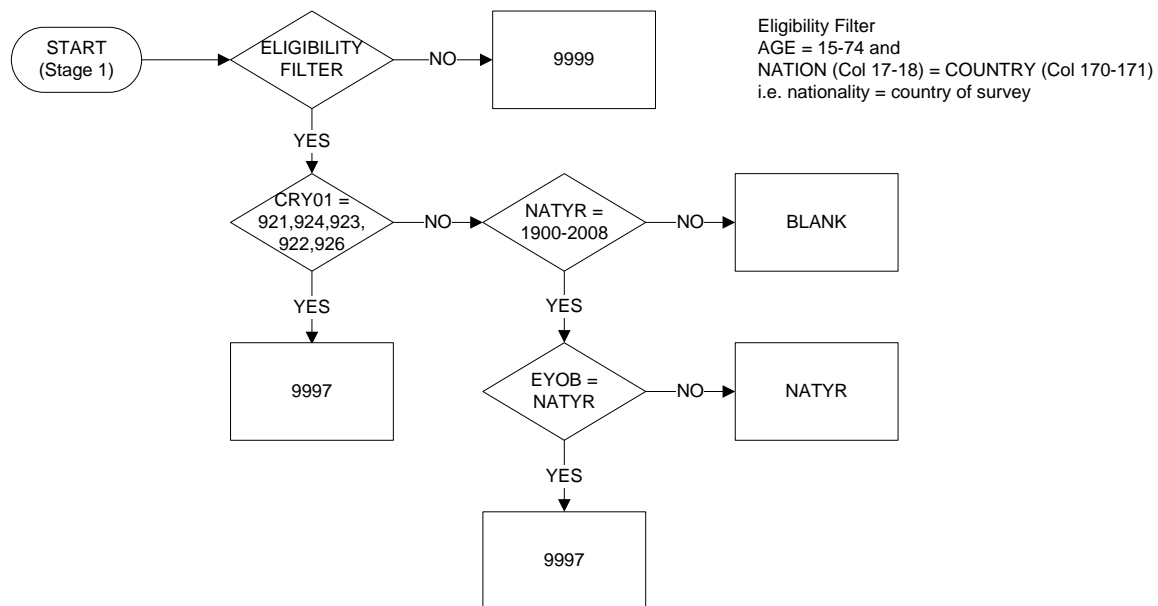 START
(Stage 1)
ELIGIBILITY
FILTER
NO
9999
Eligibility Filter
AGE = 15-74 and
NATION (Col 17-18) = COUNTRY (Col 170-171)
i.e. nationality = country of survey
YES
CRY01 =
921,924,923,
922,926
NO
NATYR =
1900-2008
NO
BLANK
YES
YES
9997
EYOB =
NATYR
NO
NATYR
YES
9997